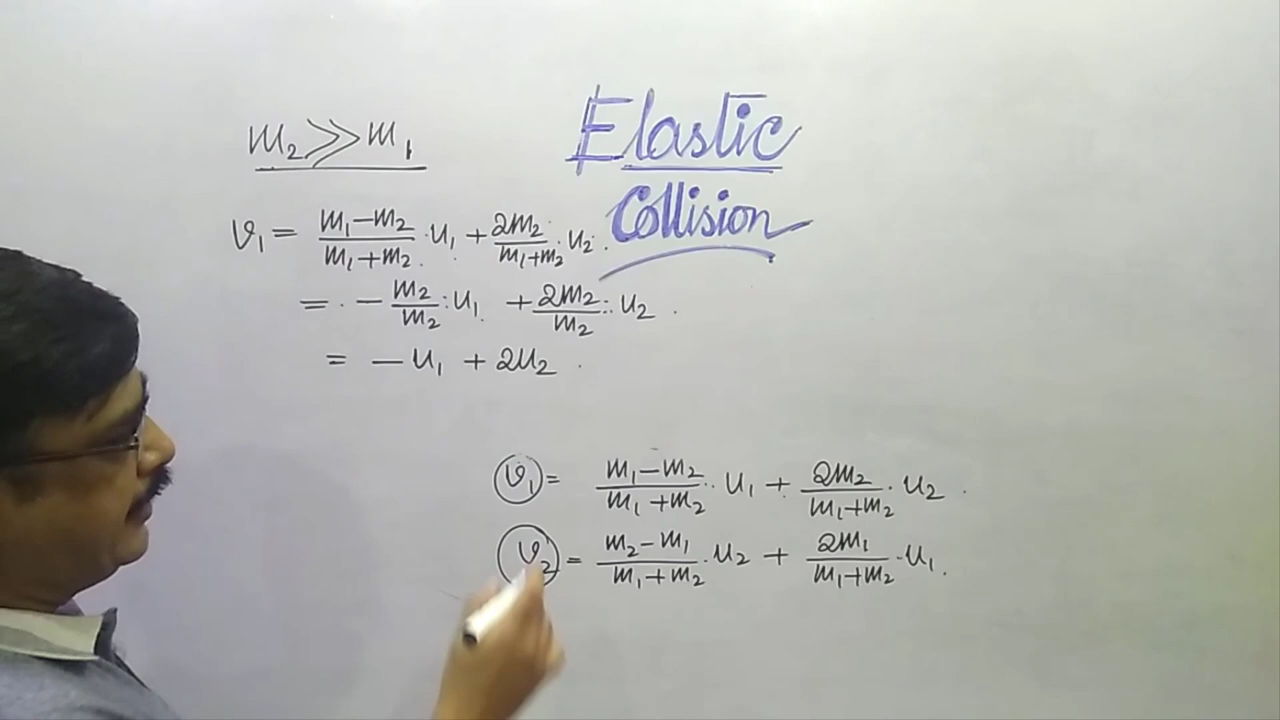 Elastic
Collision
m₂ ≫ m₁
v₁ = (m₁ − m₂)/(m₁ + m₂) · u₁ + 2m₂/(m₁ + m₂) · u₂
= − m₂/m₂ · u₁ + 2m₂/m₂ · u₂
= − u₁ + 2u₂
v₁ = (m₁ − m₂)/(m₁ + m₂) · u₁ + 2m₂/(m₁ + m₂) · u₂
v₂ = (m₂ − m₁)/(m₁ + m₂) · u₂ + 2m₁/(m₁ + m₂) · u₁